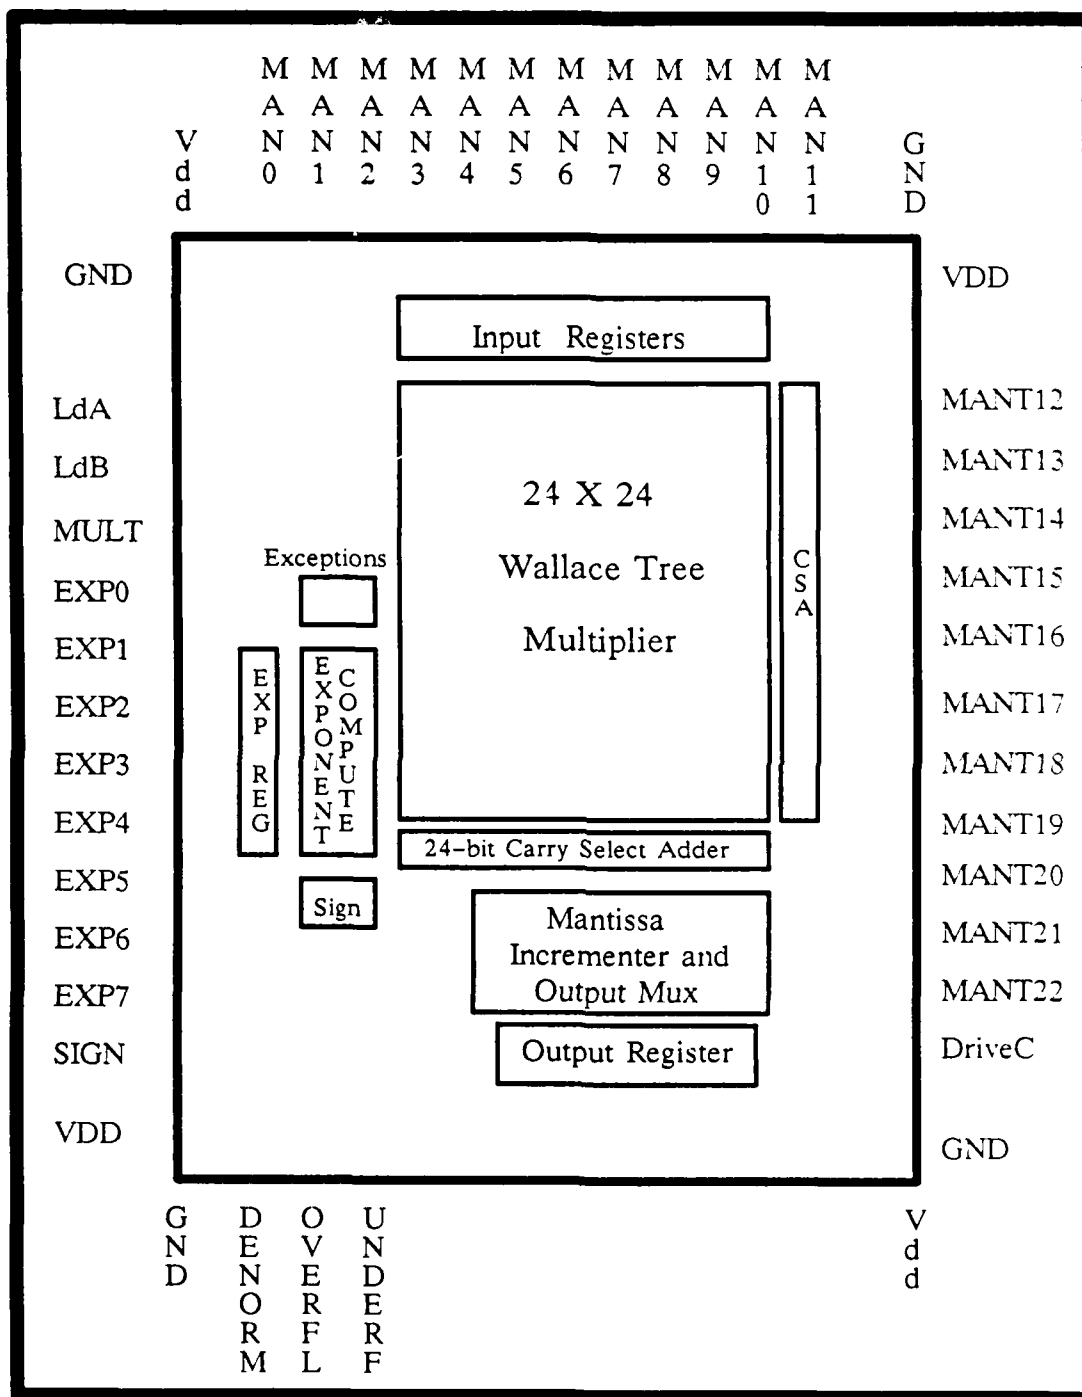 Vdd
MAN0
MAN1
MAN2
MAN3
MAN4
MAN5
MAN6
MAN7
MAN8
MAN9
MAN10
MAN11
GND
GND
LdA
LdB
MULT
EXP0
EXP1
EXP2
EXP3
EXP4
EXP5
EXP6
EXP7
SIGN
VDD
Input Registers
24 X 24
Wallace Tree
Multiplier
CSA
Exceptions
EXP REG
EXPONENT
COMPUTE
Sign
24-bit Carry Select Adder
Mantissa
Incrementer and
Output Mux
Output Register
VDD
MANT12
MANT13
MANT14
MANT15
MANT16
MANT17
MANT18
MANT19
MANT20
MANT21
MANT22
DriveC
GND
GND
DENORM
OVERFL
UNDERF
Vdd